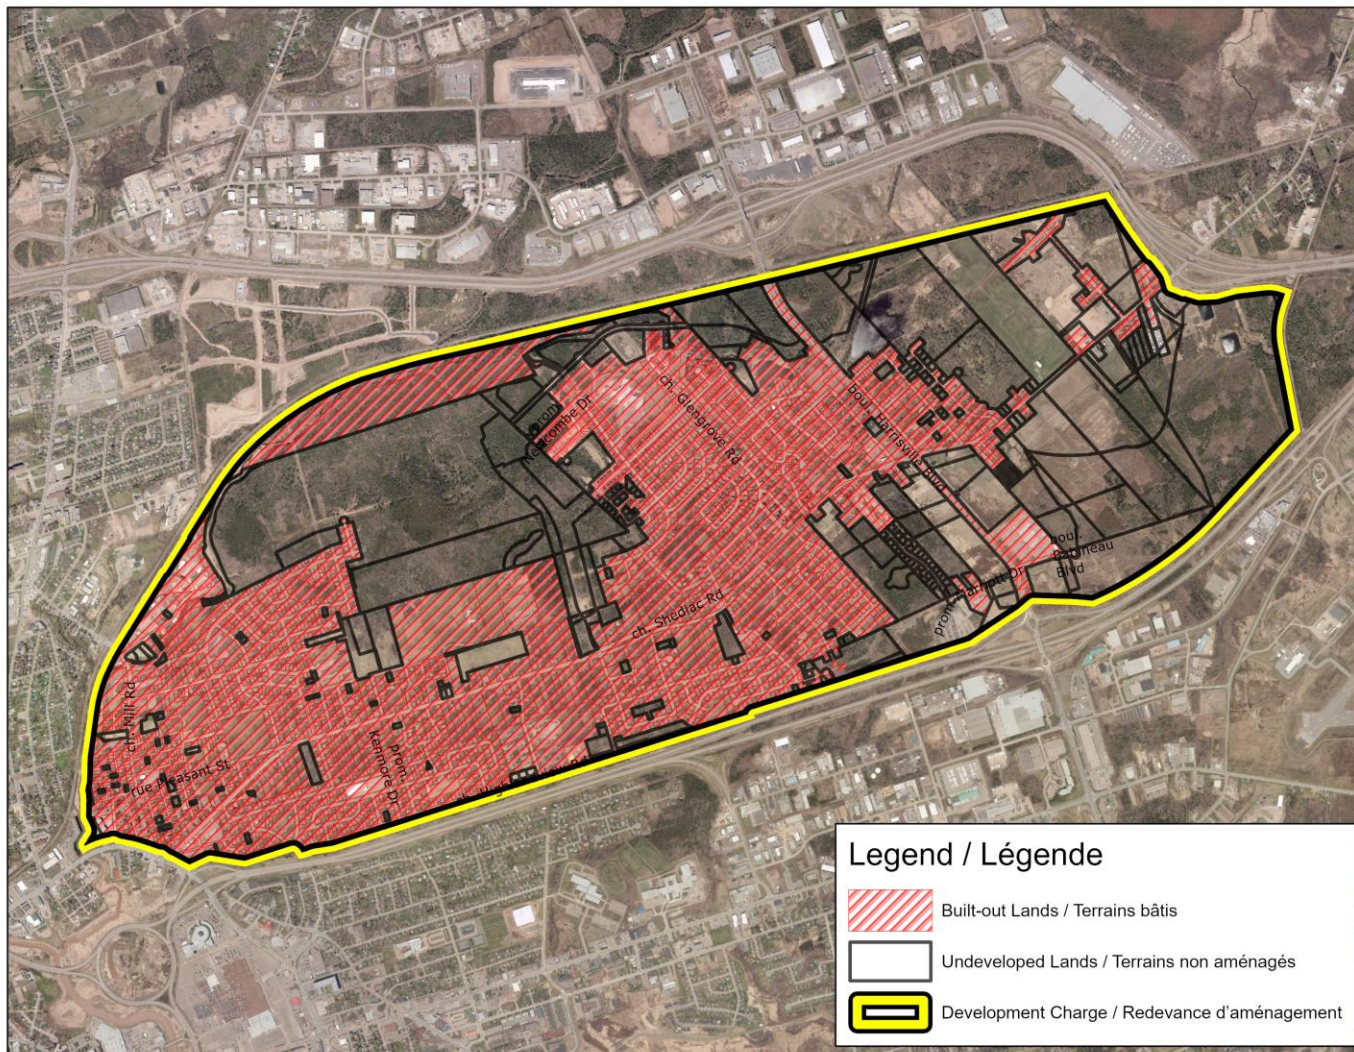 ch. Glengrove Rd
boul. Harrisville Blvd
prom.
Mewcombe Dr
boul.
Gatineau
Blvd
ch. Shediac Rd
prom. Marriott Dr
ch. Mill Rd
rue Pleasant St
prom.
Kenmore Dr
Legend / Légende
Built-out Lands / Terrains bâtis
Undeveloped Lands / Terrains non aménagés
Development Charge / Redevance d'aménagement